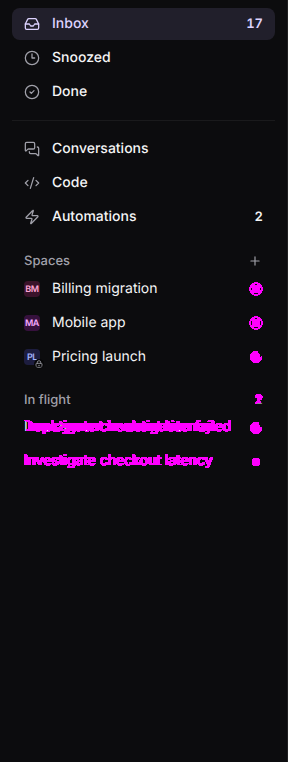 Inbox 17
Snoozed
Done
Conversations
Code
Automations 2
Spaces
BM Billing migration
MA Mobile app
PL Pricing launch
In flight
Investigate checkout latency